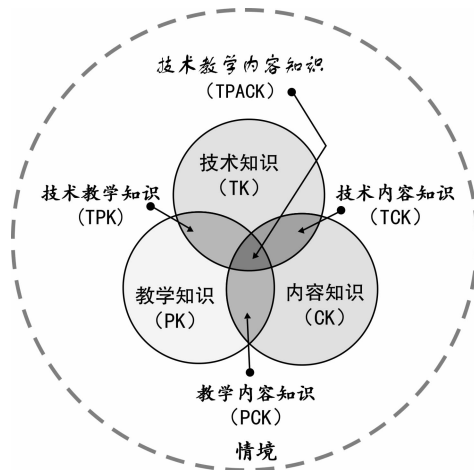 技术教学内容知识
（TPACK）
技术知识
（TK）
技术教学知识
（TPK）
技术内容知识
（TCK）
教学知识
（PK）
内容知识
（CK）
教学内容知识
（PCK）
情境